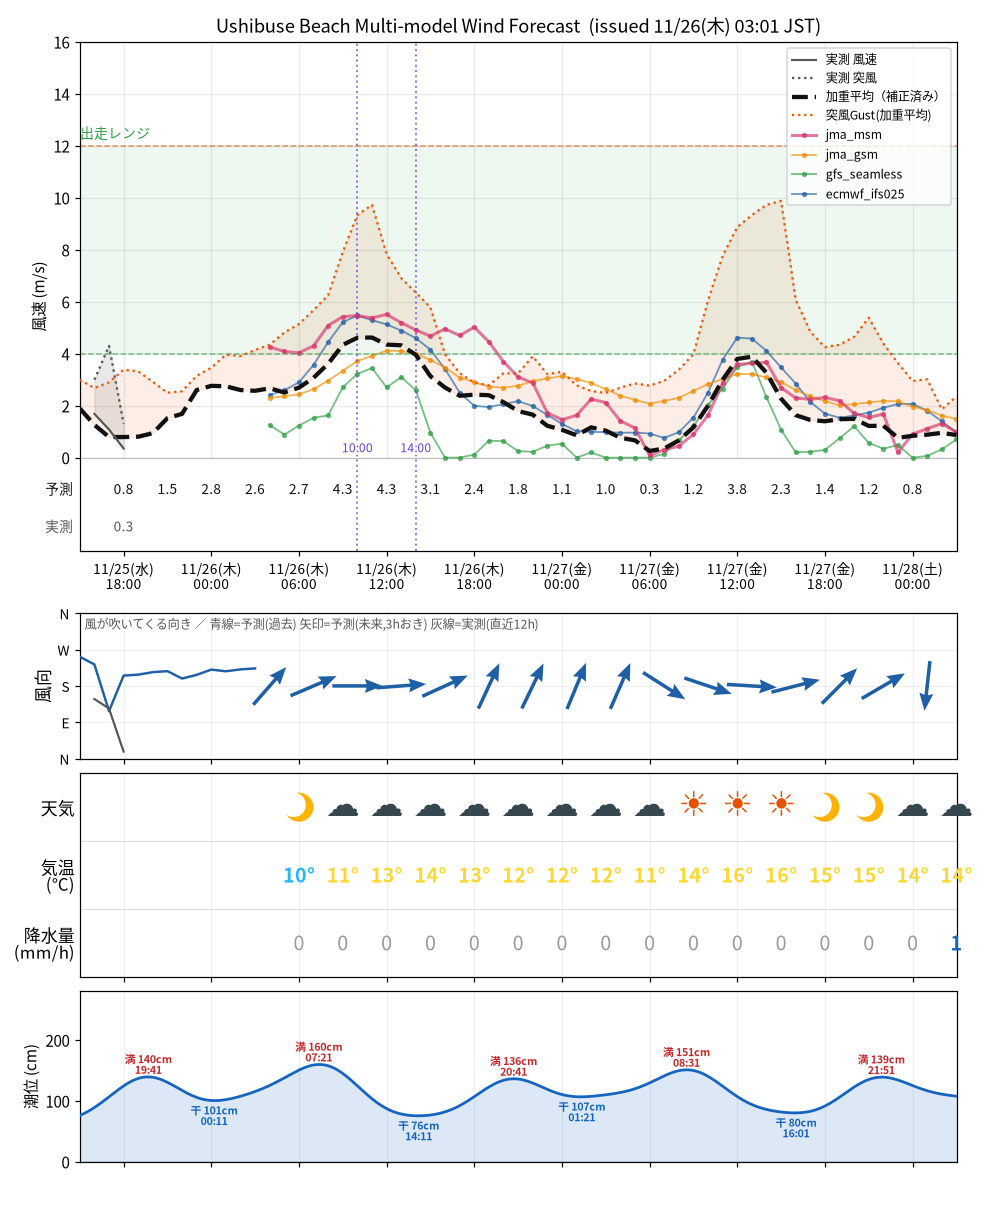 Ushibuse Beach Multi-model Wind Forecast  (issued 11/26(木) 03:01 JST)
風速 (m/s)
16
14
12
10
8
6
4
2
0
出走レンジ
実測 風速
実測 突風
加重平均（補正済み）
突風Gust(加重平均)
jma_msm
jma_gsm
gfs_seamless
ecmwf_ifs025
10:00
14:00
予測 0.8 1.5 2.8 2.6 2.7 4.3 4.3 3.1 2.4 1.8 1.1 1.0 0.3 1.2 3.8 2.3 1.4 1.2 0.8
実測 0.3
11/25(水) 11/26(木) 11/26(木) 11/26(木) 11/26(木) 11/27(金) 11/27(金) 11/27(金) 11/27(金) 11/28(土)
18:00 00:00 06:00 12:00 18:00 00:00 06:00 12:00 18:00 00:00
風向
N
W
S
E
N
風が吹いてくる向き ／ 青線=予測(過去) 矢印=予測(未来,3hおき) 灰線=実測(直近12h)
天気
気温
(℃)
10° 11° 13° 14° 13° 12° 12° 12° 11° 14° 16° 16° 15° 15° 14° 14°
降水量
(mm/h)
0 0 0 0 0 0 0 0 0 0 0 0 0 0 0 1
潮位 (cm)
200
100
0
満 140cm
19:41
干 101cm
00:11
満 160cm
07:21
干 76cm
14:11
満 136cm
20:41
干 107cm
01:21
満 151cm
08:31
干 80cm
16:01
満 139cm
21:51